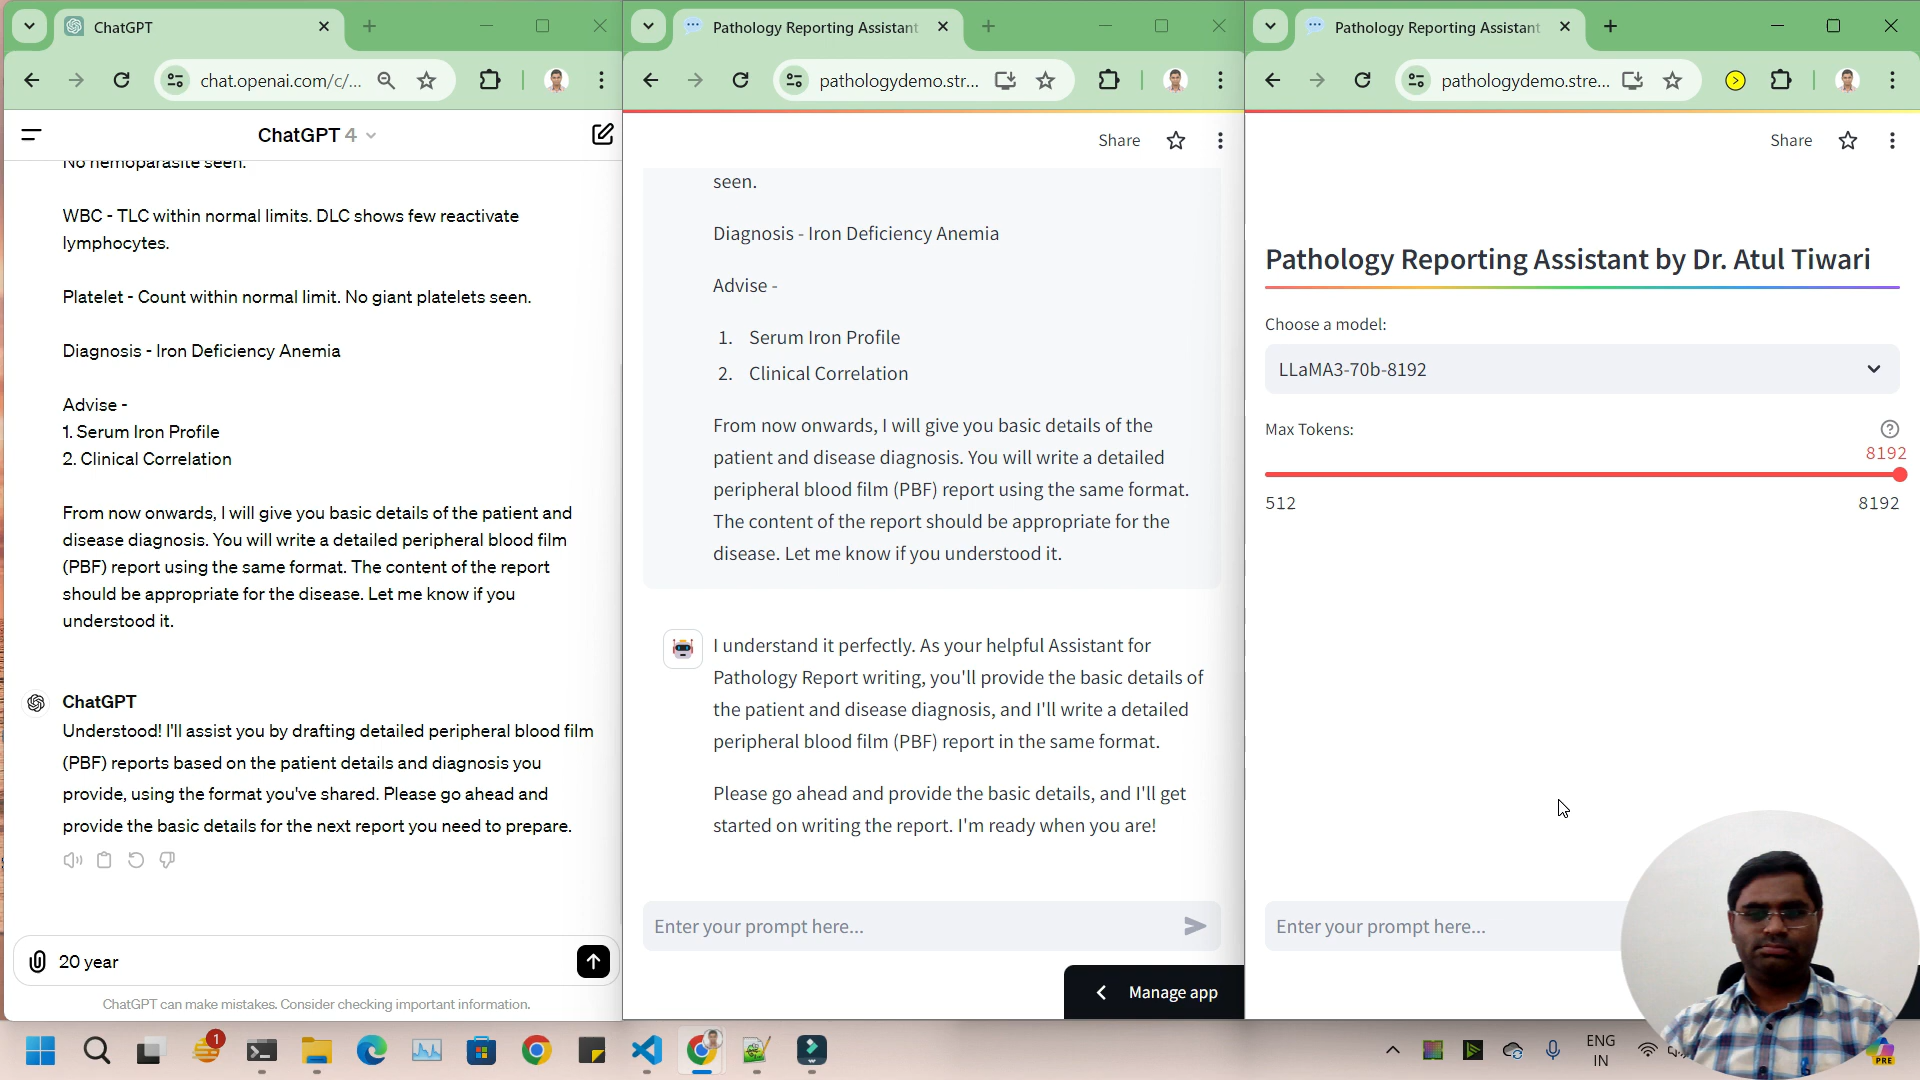 ChatGPT
chat.openai.com/c/...
ChatGPT 4
No hemoparasite seen.
WBC - TLC within normal limits. DLC shows few reactivate
lymphocytes.
Platelet - Count within normal limit. No giant platelets seen.
Diagnosis - Iron Deficiency Anemia
Advise -
1. Serum Iron Profile
2. Clinical Correlation
From now onwards, I will give you basic details of the patient and
disease diagnosis. You will write a detailed peripheral blood film
(PBF) report using the same format. The content of the report
should be appropriate for the disease. Let me know if you
understood it.
ChatGPT
Understood! I'll assist you by drafting detailed peripheral blood film
(PBF) reports based on the patient details and diagnosis you
provide, using the format you've shared. Please go ahead and
provide the basic details for the next report you need to prepare.
20 year
ChatGPT can make mistakes. Consider checking important information.
Pathology Reporting Assistant
pathologydemo.str...
Share
seen.
Diagnosis - Iron Deficiency Anemia
Advise -
1. Serum Iron Profile
2. Clinical Correlation
From now onwards, I will give you basic details of the
patient and disease diagnosis. You will write a detailed
peripheral blood film (PBF) report using the same format.
The content of the report should be appropriate for the
disease. Let me know if you understood it.
I understand it perfectly. As your helpful Assistant for
Pathology Report writing, you'll provide the basic details of
the patient and disease diagnosis, and I'll write a detailed
peripheral blood film (PBF) report in the same format.
Please go ahead and provide the basic details, and I'll get
started on writing the report. I'm ready when you are!
Enter your prompt here...
Manage app
Pathology Reporting Assistant
pathologydemo.stre...
Share
Pathology Reporting Assistant by Dr. Atul Tiwari
Choose a model:
LLaMA3-70b-8192
Max Tokens:
8192
512
8192
Enter your prompt here...
1
ENG
IN
PRE